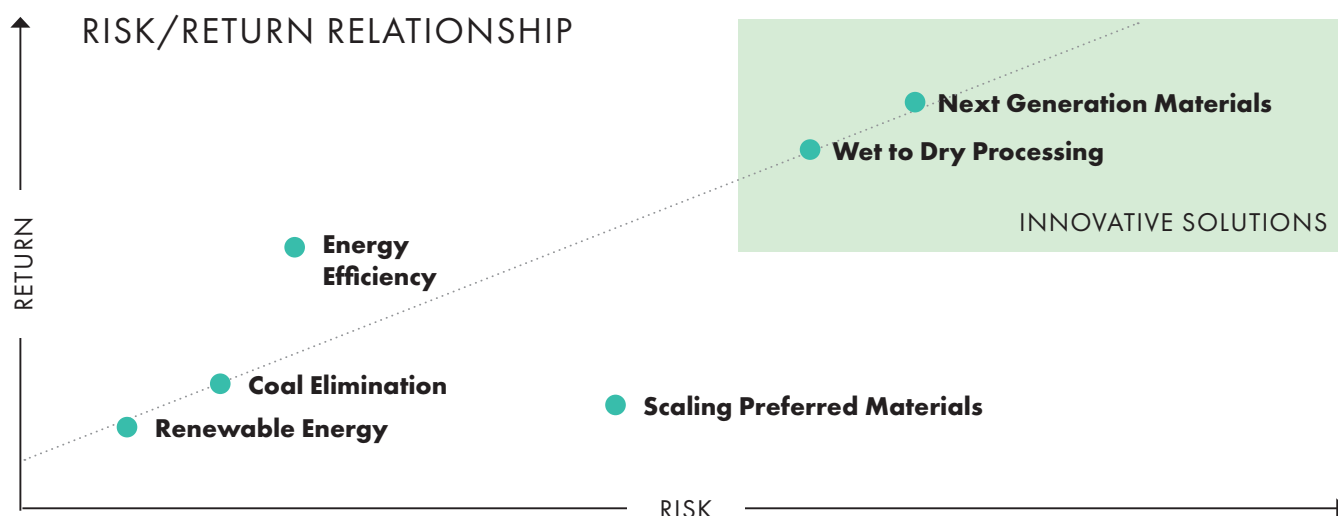 RISK/RETURN RELATIONSHIP
Next Generation Materials
Wet to Dry Processing
INNOVATIVE SOLUTIONS
Energy
Efficiency
RETURN
Coal Elimination
Scaling Preferred Materials
Renewable Energy
RISK